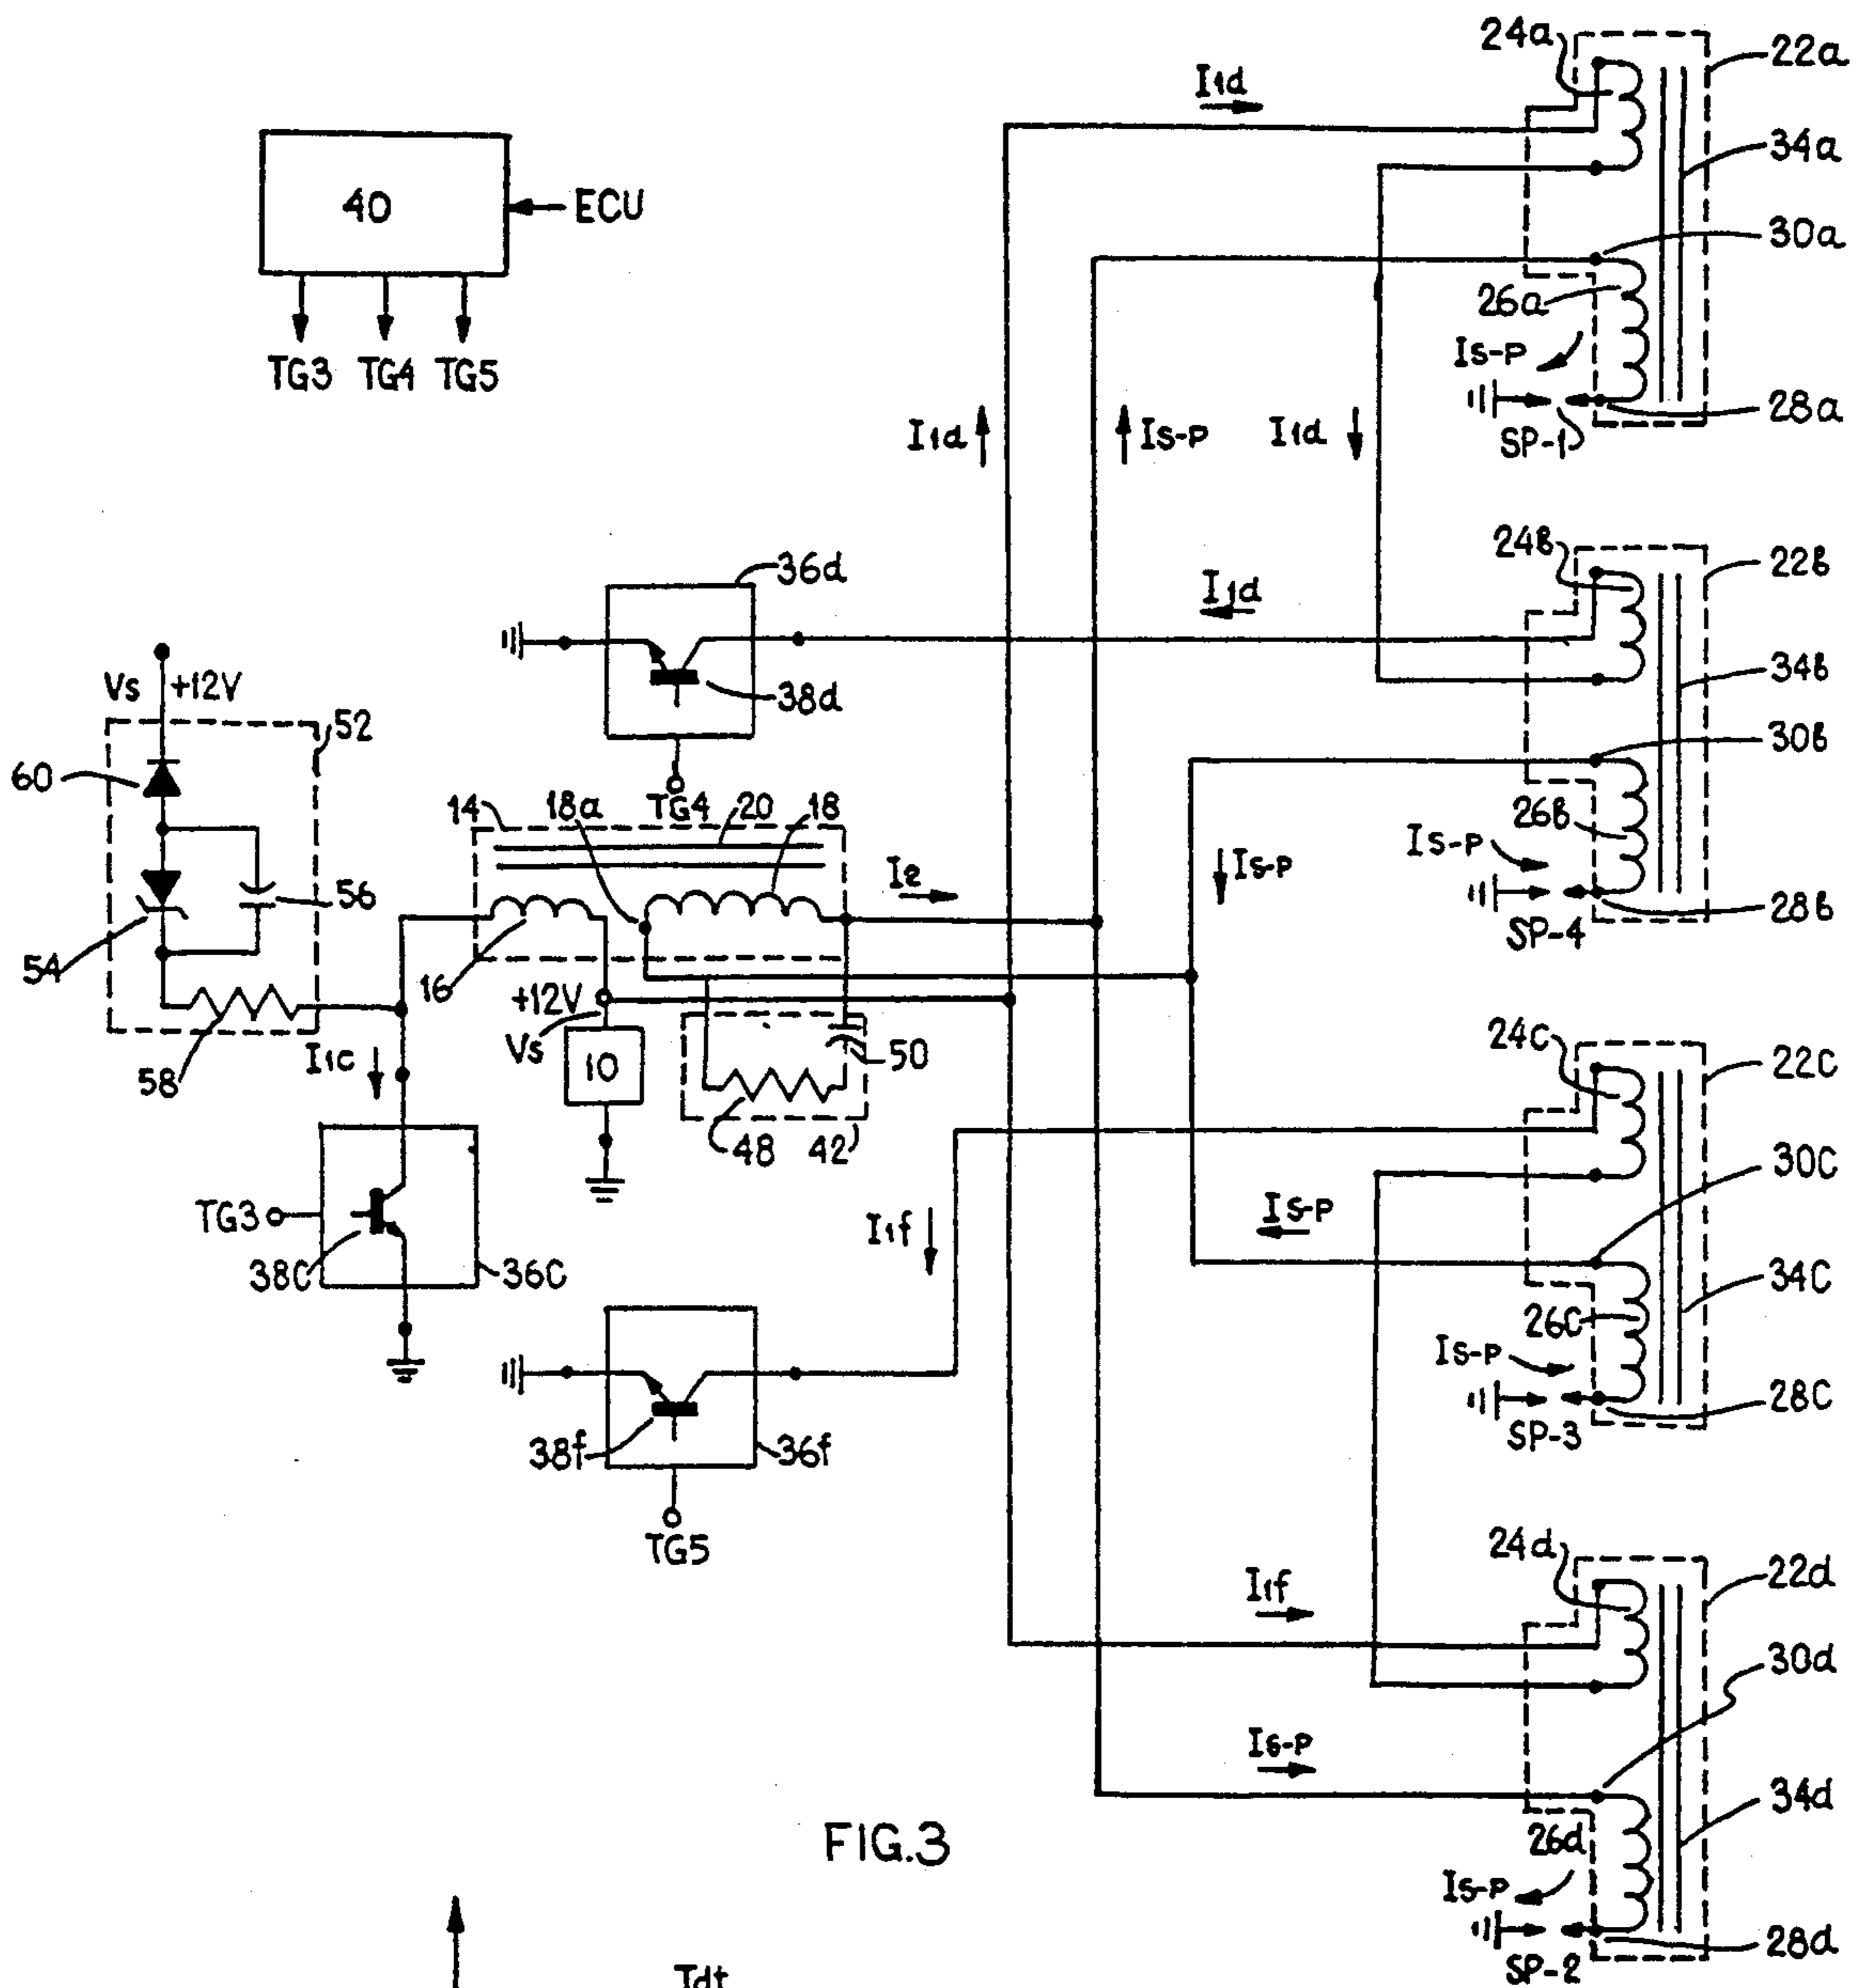 24a
22a
I1d
34a
40
ECU
30a
26a
TG3 TG4 TG5
Is-p
28a
SP-1
I1d
Is-p
I1d
24b
22b
36d
I1d
34b
38d
Vs +12V
52
30b
60
TG4
14
18a
20
18
26b
Is-p
I2
Is-p
56
28b
SP-4
54
16
+12V
24c
22c
Vs
10
50
58
I1c
48
42
30c
Is-p
TG3
I1f
38c
36c
34c
26c
Is-p
28c
SP-3
38f
36f
24d
TG5
22d
I1f
30d
Is-p
34d
FIG.3
26d
Is-p
28d
SP-2
Tdt